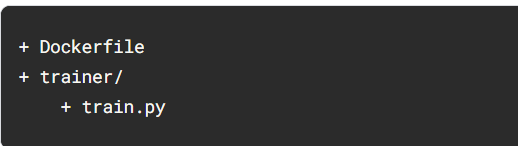 + Dockerfile
+ trainer/
    + train.py